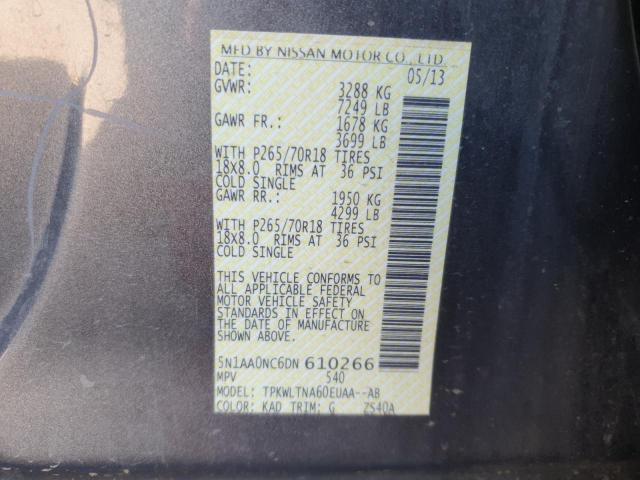 MFD BY NISSAN MOTOR CO., LTD.
DATE: 05/13
GVWR: 3288 KG
7249 LB
GAWR FR.: 1678 KG
3699 LB
WITH P265/70R18 TIRES
18X8.0 RIMS AT 36 PSI
COLD SINGLE
GAWR RR.: 1950 KG
4299 LB
WITH P265/70R18 TIRES
18X8.0 RIMS AT 36 PSI
COLD SINGLE
THIS VEHICLE CONFORMS TO
ALL APPLICABLE FEDERAL
MOTOR VEHICLE SAFETY
STANDARDS IN EFFECT ON
THE DATE OF MANUFACTURE
SHOWN ABOVE.
5N1AA0NC6DN 610266
MPV 540
MODEL: TPKWLTNA60EUAA--AB
COLOR: KAD TRIM: G ZS40A